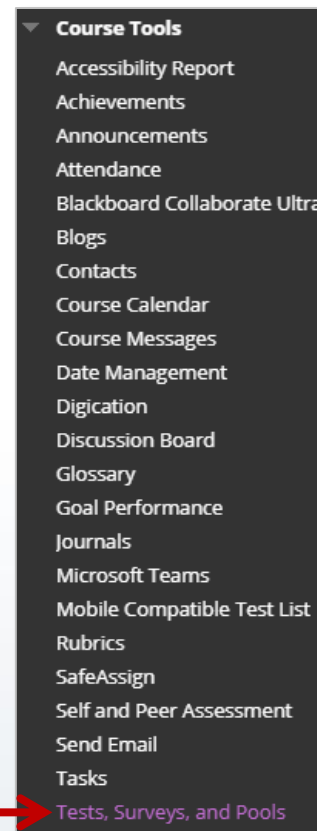 Course Tools
Accessibility Report
Achievements
Announcements
Attendance
Blackboard Collaborate Ultra
Blogs
Contacts
Course Calendar
Course Messages
Date Management
Digication
Discussion Board
Glossary
Goal Performance
Journals
Microsoft Teams
Mobile Compatible Test List
Rubrics
SafeAssign
Self and Peer Assessment
Send Email
Tasks
Tests, Surveys, and Pools